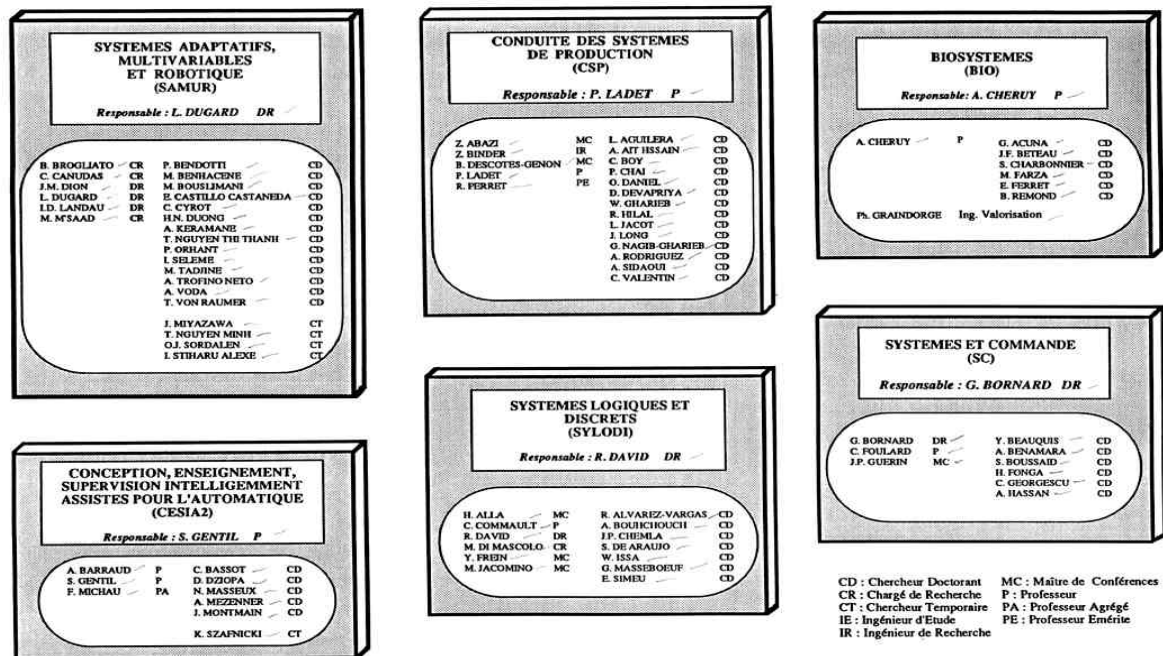 SYSTEMES ADAPTATIFS,
MULTIVARIABLES
ET ROBOTIQUE
(SAMUR)
Responsable : L. DUGARD DR
B. BROGLIATO CR
C. CANUDAS CR
J.M. DION DR
L. DUGARD DR
I.D. LANDAU DR
M. M'SAAD CR
P. BENDOTTI CD
M. BENHACENE CD
M. BOUSLIMANI CD
E. CASTILLO CASTANEDA CD
C. CYROT CD
H.N. DUONG CD
A. KERAMANE CD
T. NGUYEN THI THANH CD
P. ORHANT CD
I. SELEME CD
M. TADJINE CD
A. TROFINO NETO CD
A. VODA CD
T. VON RAUMER CD
J. MIYAZAWA CT
T. NGUYEN MINH CT
O.J. SORDALEN CT
I. STIHARU ALEXE CT
CONDUITE DES SYSTEMES
DE PRODUCTION
(CSP)
Responsable : P. LADET P
Z. ABAZI MC
Z. BINDER IR
B. DESCOTES-GENON MC
P. LADET P
R. PERRET PE
L. AGUILERA CD
A. AIT HSSAIN CD
C. BOY CD
P. CHAI CD
O. DANIEL CD
D. DEVAPRIYA CD
W. GHARIEB CD
R. HILAL CD
L. JACOT CD
J. LONG CD
G. NAGIB-GHARIEB CD
A. RODRIGUEZ CD
A. SIDAOUI CD
C. VALENTIN CD
BIOSYSTEMES
(BIO)
Responsable: A. CHERUY P
A. CHERUY P
G. ACUNA CD
J.F. BETEAU CD
S. CHARBONNIER CD
M. FARZA CD
E. FERRET CD
B. REMOND CD
Ph. GRAINDORGE Ing. Valorisation
CONCEPTION, ENSEIGNEMENT,
SUPERVISION INTELLIGEMMENT
ASSISTES POUR L'AUTOMATIQUE
(CESIA2)
Responsable : S. GENTIL P
A. BARRAUD P
S. GENTIL P
F. MICHAU PA
C. BASSOT CD
D. DZIOPA CD
N. MASSEUX CD
A. MEZENNER CD
J. MONTMAIN CD
K. SZAFNICKI CT
SYSTEMES LOGIQUES ET
DISCRETS
(SYLODI)
Responsable : R. DAVID DR
H. ALLA MC
C. COMMAULT P
R. DAVID DR
M. DI MASCOLO CR
Y. FREIN MC
M. JACOMINO MC
R. ALVAREZ-VARGAS CD
A. BOUHCHOUCH CD
J.P. CHEMLA CD
S. DE ARAUJO CD
W. ISSA CD
G. MASSEBOEUF CD
E. SIMEU CD
SYSTEMES ET COMMANDE
(SC)
Responsable : G. BORNARD DR
G. BORNARD DR
C. FOULARD P
J.P. GUERIN MC
Y. BEAUQUIS CD
A. BENAMARA CD
S. BOUSSAID CD
H. FONGA CD
C. GEORGESCU CD
A. HASSAN CD
CD : Chercheur Doctorant
CR : Chargé de Recherche
CT : Chercheur Temporaire
IE : Ingénieur d'Etude
IR : Ingénieur de Recherche
MC : Maître de Conférences
P : Professeur
PA : Professeur Agrégé
PE : Professeur Emérite